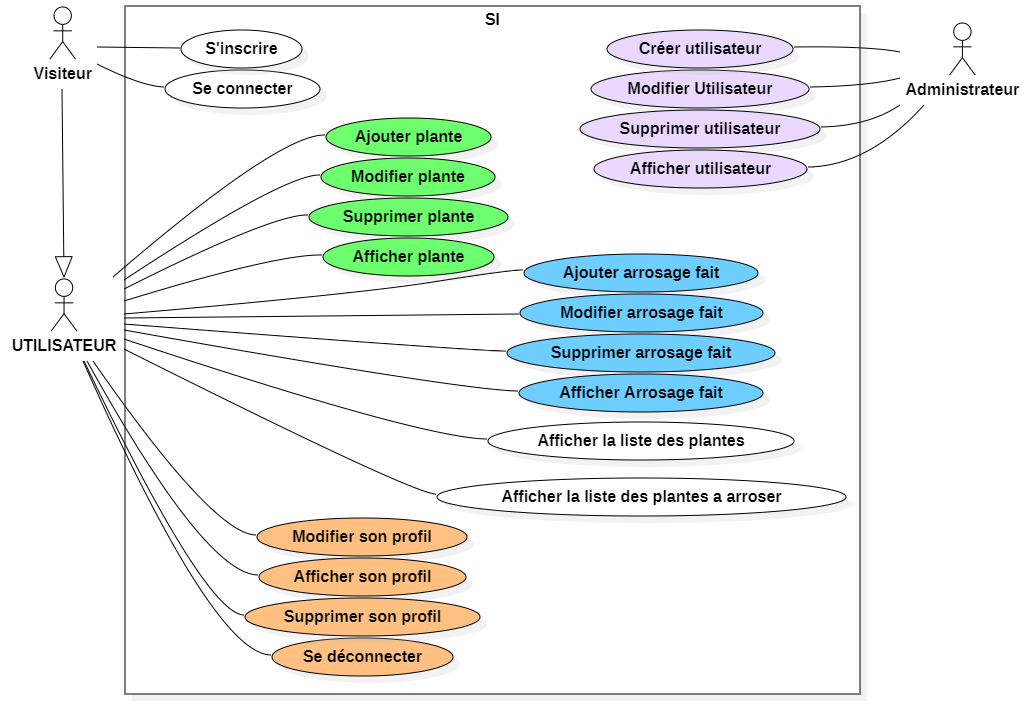 SI
Visiteur
S'inscrire
Se connecter
Créer utilisateur
Modifier Utilisateur
Supprimer utilisateur
Afficher utilisateur
Administrateur
Ajouter plante
Modifier plante
Supprimer plante
Afficher plante
UTILISATEUR
Ajouter arrosage fait
Modifier arrosage fait
Supprimer arrosage fait
Afficher Arrosage fait
Afficher la liste des plantes
Afficher la liste des plantes a arroser
Modifier son profil
Afficher son profil
Supprimer son profil
Se déconnecter